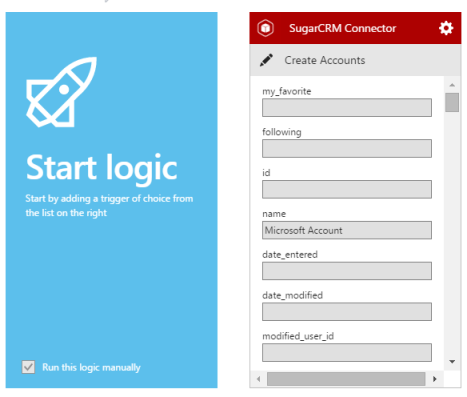 Start logic
Start by adding a trigger of choice from
the list on the right
Run this logic manually
SugarCRM Connector
Create Accounts
my_favorite
following
id
name
Microsoft Account
date_entered
date_modified
modified_user_id